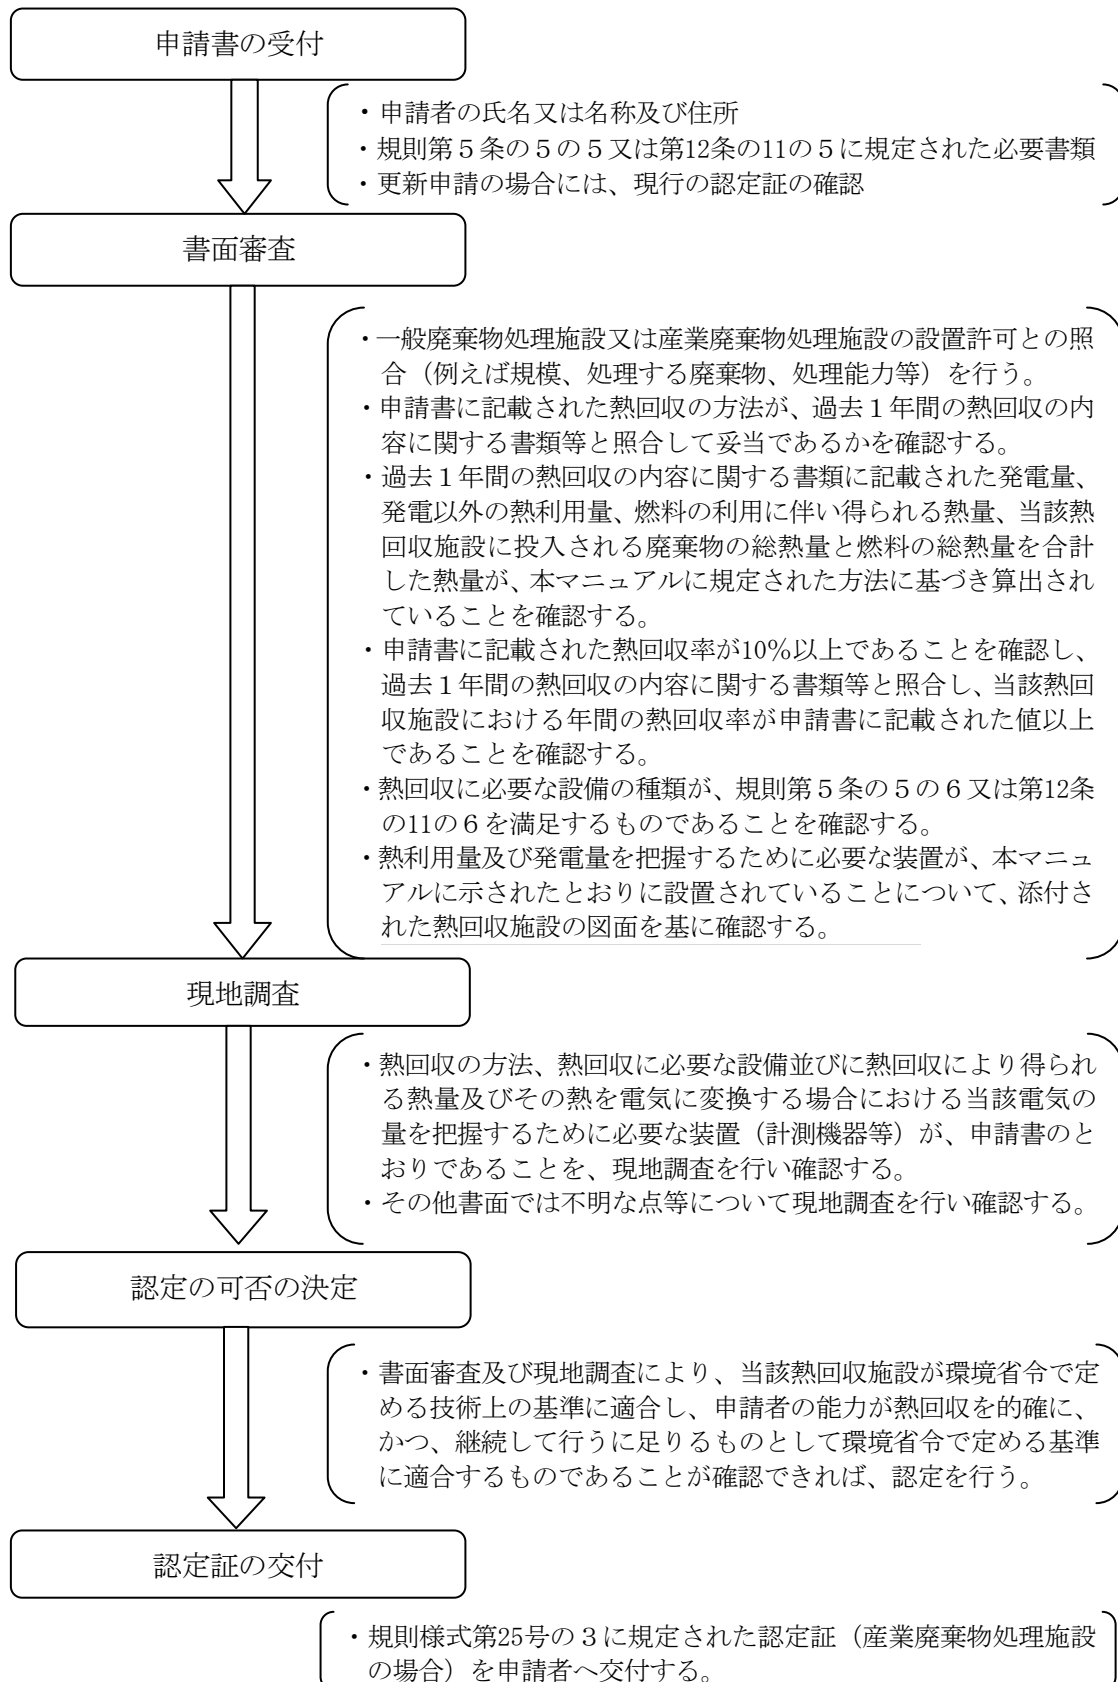 申請書の受付
・申請者の氏名又は名称及び住所
・規則第５条の５の５又は第12条の11の５に規定された必要書類
・更新申請の場合には、現行の認定証の確認
書面審査
・一般廃棄物処理施設又は産業廃棄物処理施設の設置許可との照
合（例えば規模、処理する廃棄物、処理能力等）を行う。
・申請書に記載された熱回収の方法が、過去１年間の熱回収の内
容に関する書類等と照合して妥当であるかを確認する。
・過去１年間の熱回収の内容に関する書類に記載された発電量、
発電以外の熱利用量、燃料の利用に伴い得られる熱量、当該熱
回収施設に投入される廃棄物の総熱量と燃料の総熱量を合計
した熱量が、本マニュアルに規定された方法に基づき算出され
ていることを確認する。
・申請書に記載された熱回収率が10%以上であることを確認し、
過去１年間の熱回収の内容に関する書類等と照合し、当該熱回
収施設における年間の熱回収率が申請書に記載された値以上
であることを確認する。
・熱回収に必要な設備の種類が、規則第５条の５の６又は第12条
の11の６を満足するものであることを確認する。
・熱利用量及び発電量を把握するために必要な装置が、本マニュ
アルに示されたとおりに設置されていることについて、添付さ
れた熱回収施設の図面を基に確認する。
現地調査
・熱回収の方法、熱回収に必要な設備並びに熱回収により得られ
る熱量及びその熱を電気に変換する場合における当該電気の
量を把握するために必要な装置（計測機器等）が、申請書のと
おりであることを、現地調査を行い確認する。
・その他書面では不明な点等について現地調査を行い確認する。
認定の可否の決定
・書面審査及び現地調査により、当該熱回収施設が環境省令で定
める技術上の基準に適合し、申請者の能力が熱回収を的確に、
かつ、継続して行うに足りるものとして環境省令で定める基準
に適合するものであることが確認できれば、認定を行う。
認定証の交付
・規則様式第25号の３に規定された認定証（産業廃棄物処理施設
の場合）を申請者へ交付する。